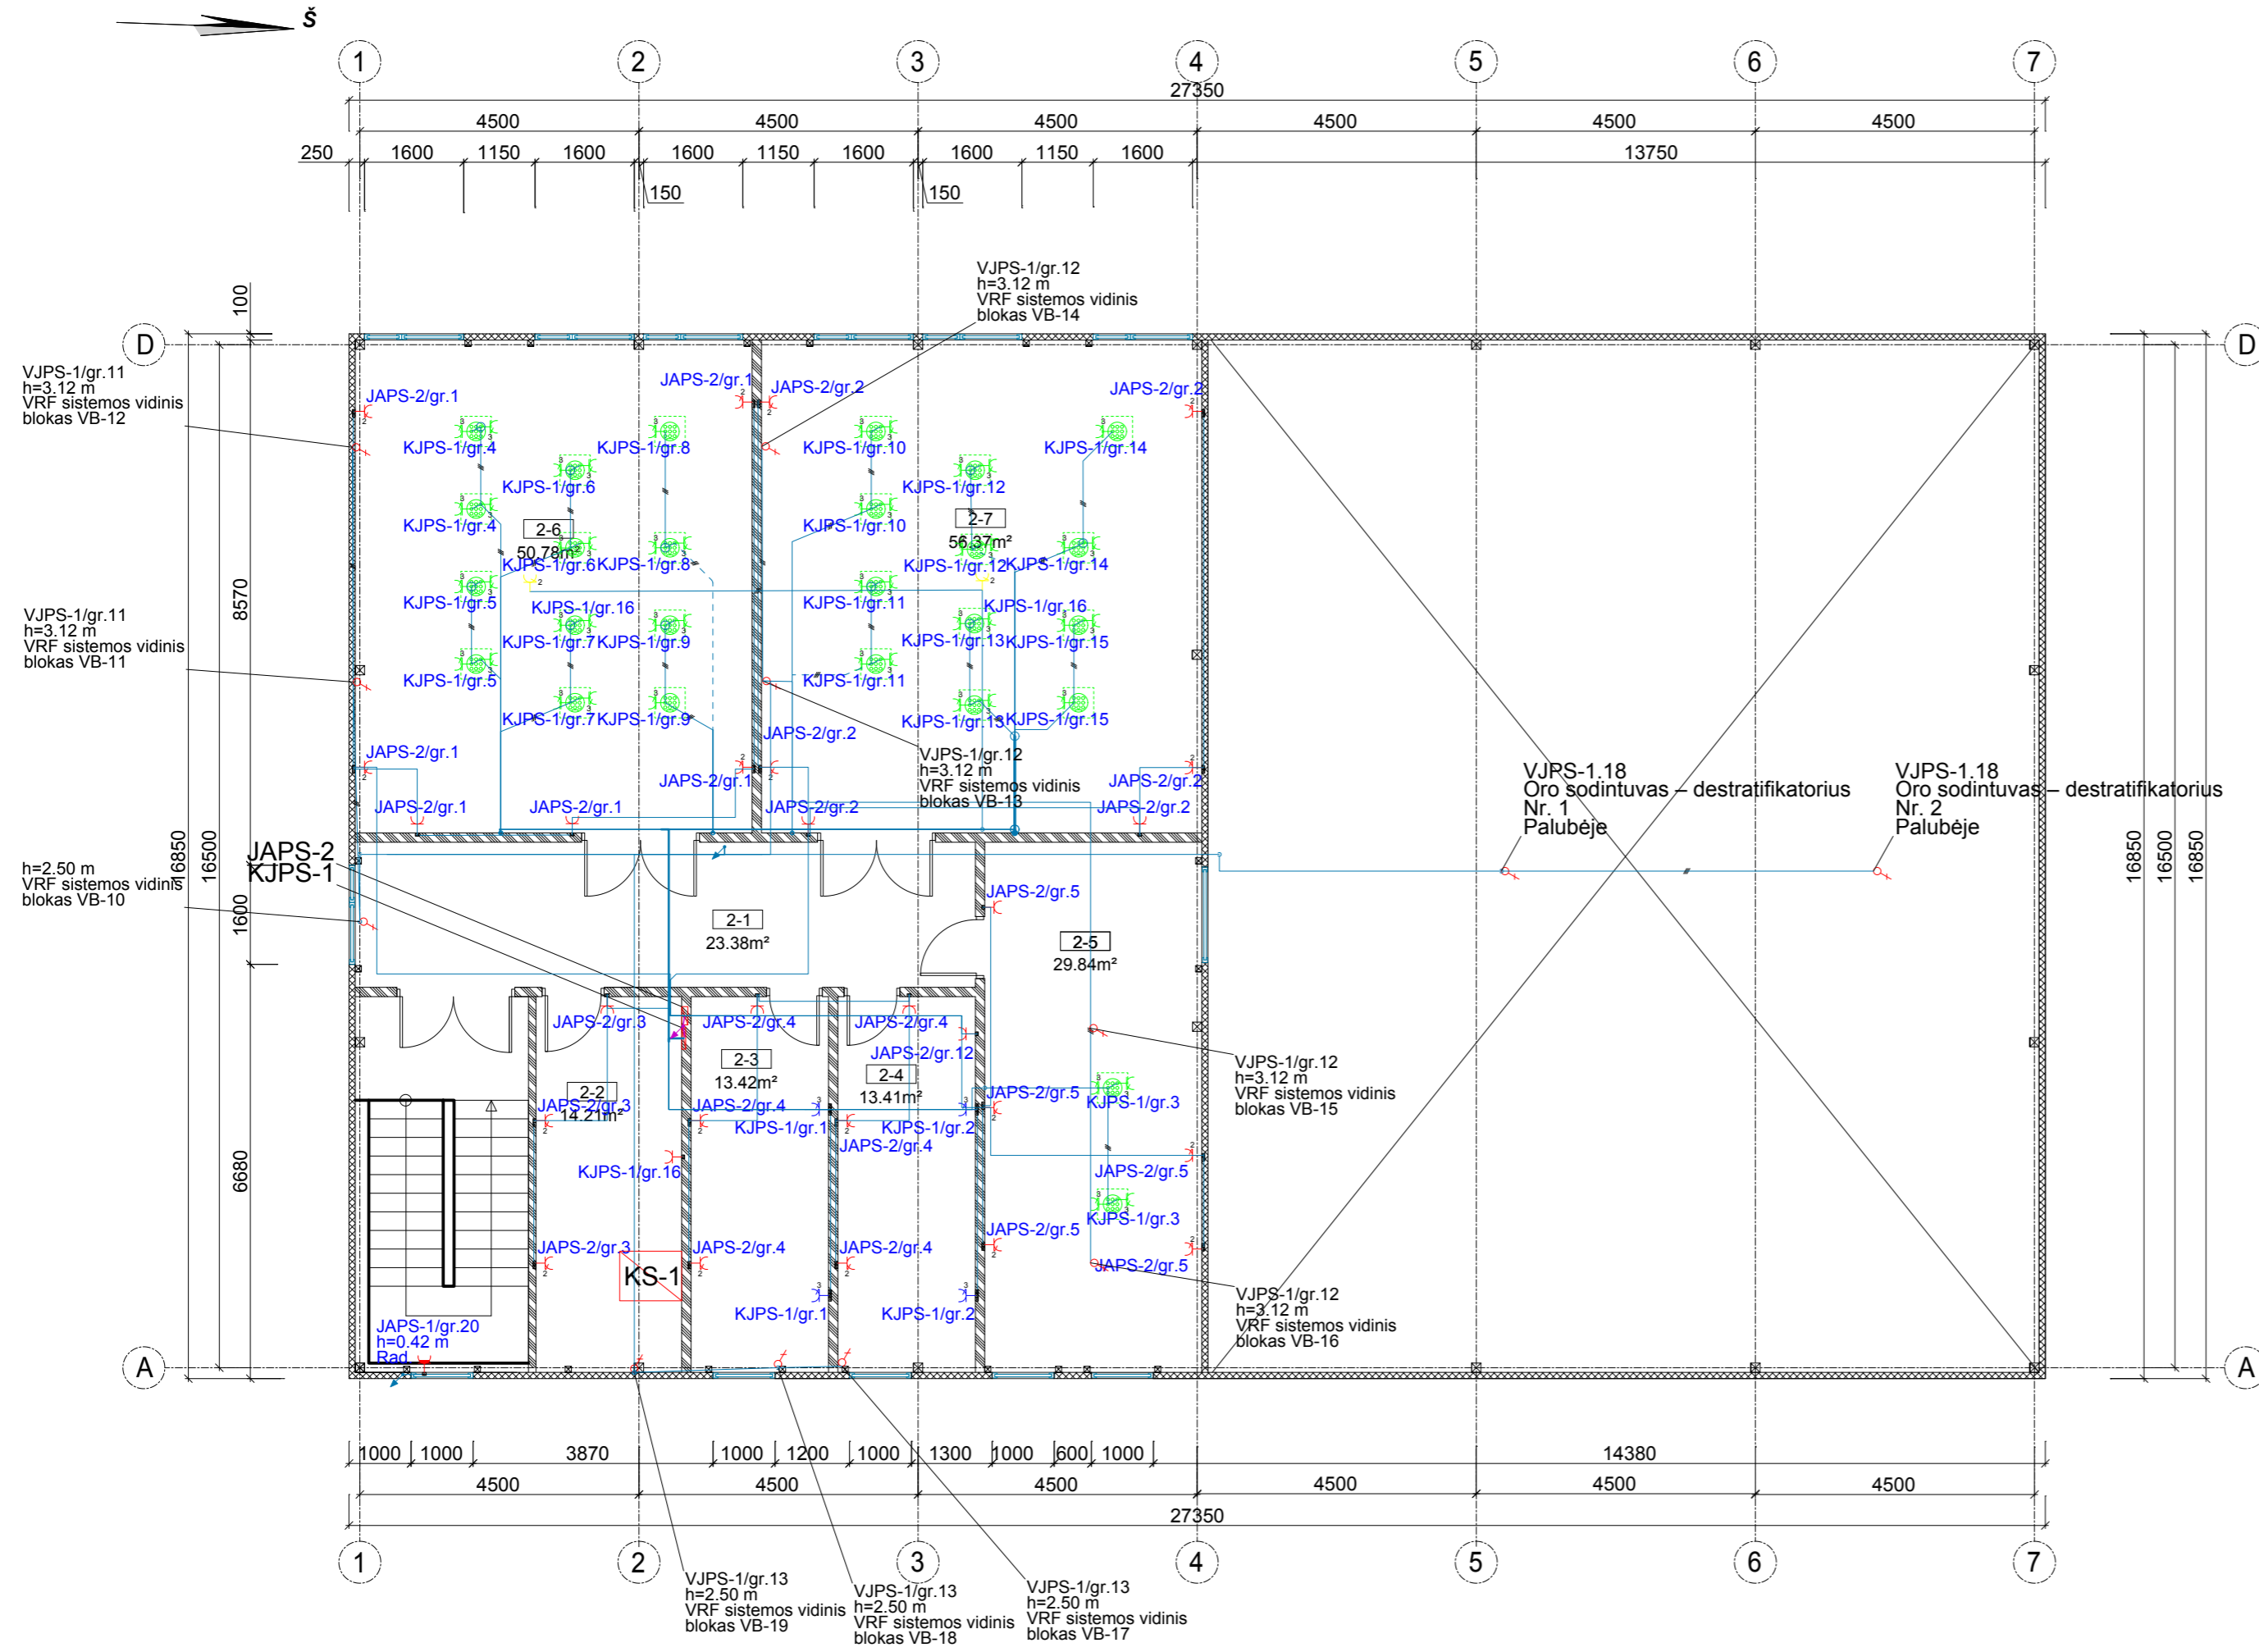 Š
1 2 3 4 5 6 7
27350
4500 4500 4500 4500 4500 4500
250 1600 1150 1600 1600 1150 1600 1600 1150 1600 13750
150 150
VJPS-1/gr.12
h=3.12 m
VRF sistemos vidinis
blokas VB-14
100
D D
VJPS-1/gr.11
h=3.12 m
VRF sistemos vidinis
blokas VB-12
JAPS-2/gr.1 JAPS-2/gr.2
JAPS-2/gr.1 JAPS-2/gr.2
KJPS-1/gr.4 KJPS-1/gr.8 KJPS-1/gr.10 KJPS-1/gr.14
KJPS-1/gr.6 KJPS-1/gr.12
KJPS-1/gr.4 KJPS-1/gr.10
2-6
50.78m²
2-7
56.37m²
KJPS-1/gr.6 KJPS-1/gr.8 KJPS-1/gr.12 KJPS-1/gr.14
KJPS-1/gr.5 KJPS-1/gr.16 KJPS-1/gr.11 KJPS-1/gr.16
KJPS-1/gr.7 KJPS-1/gr.9 KJPS-1/gr.13 KJPS-1/gr.15
KJPS-1/gr.5 KJPS-1/gr.11
KJPS-1/gr.7 KJPS-1/gr.9 KJPS-1/gr.13 KJPS-1/gr.15
8570
VJPS-1/gr.11
h=3.12 m
VRF sistemos vidinis
blokas VB-11
JAPS-2/gr.1 JAPS-2/gr.2
JAPS-2/gr.1 JAPS-2/gr.2
JAPS-2/gr.1 JAPS-2/gr.1 JAPS-2/gr.2 JAPS-2/gr.2
VJPS-1/gr.12
h=3.12 m
VRF sistemos vidinis
blokas VB-13
VJPS-1.18
Oro sodintuvas – destratifikatorius
Nr. 1
Palubėje
VJPS-1.18
Oro sodintuvas – destratifikatorius
Nr. 2
Palubėje
16850 16500 16850 16500 16850
JAPS-2
KJPS-1
h=2.50 m
VRF sistemos vidinis
blokas VB-10
1600
2-1
23.38m²
JAPS-2/gr.5
2-5
29.84m²
JAPS-2/gr.3 JAPS-2/gr.4 JAPS-2/gr.4
JAPS-2/gr.12
2-3
13.42m²
2-4
13.41m²
2-2
14.21m²
VJPS-1/gr.12
h=3.12 m
VRF sistemos vidinis
blokas VB-15
JAPS-2/gr.3 JAPS-2/gr.4 JAPS-2/gr.5
KJPS-1/gr.3
KJPS-1/gr.1 KJPS-1/gr.2
JAPS-2/gr.4
KJPS-1/gr.16 JAPS-2/gr.5
6680
KJPS-1/gr.3
JAPS-2/gr.5
JAPS-2/gr.3 JAPS-2/gr.4 JAPS-2/gr.4
JAPS-2/gr.5
KS-1
KJPS-1/gr.1 KJPS-1/gr.2
VJPS-1/gr.12
h=3.12 m
VRF sistemos vidinis
blokas VB-16
JAPS-1/gr.20
h=0.42 m
Rad.
A A
1000 1000 3870 1000 1200 1000 1300 1000 600 1000 14380
4500 4500 4500 4500 4500 4500
27350
1 2 3 4 5 6 7
VJPS-1/gr.13
h=2.50 m
VRF sistemos vidinis
blokas VB-19
VJPS-1/gr.13
h=2.50 m
VRF sistemos vidinis
blokas VB-18
VJPS-1/gr.13
h=2.50 m
VRF sistemos vidinis
blokas VB-17